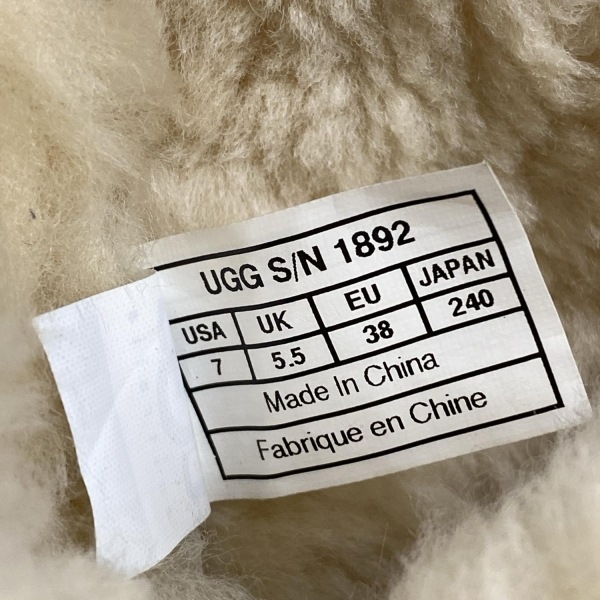 UGG S/N 1892
USA UK EU JAPAN
7 5.5 38 240
Made In China
Fabrique en Chine